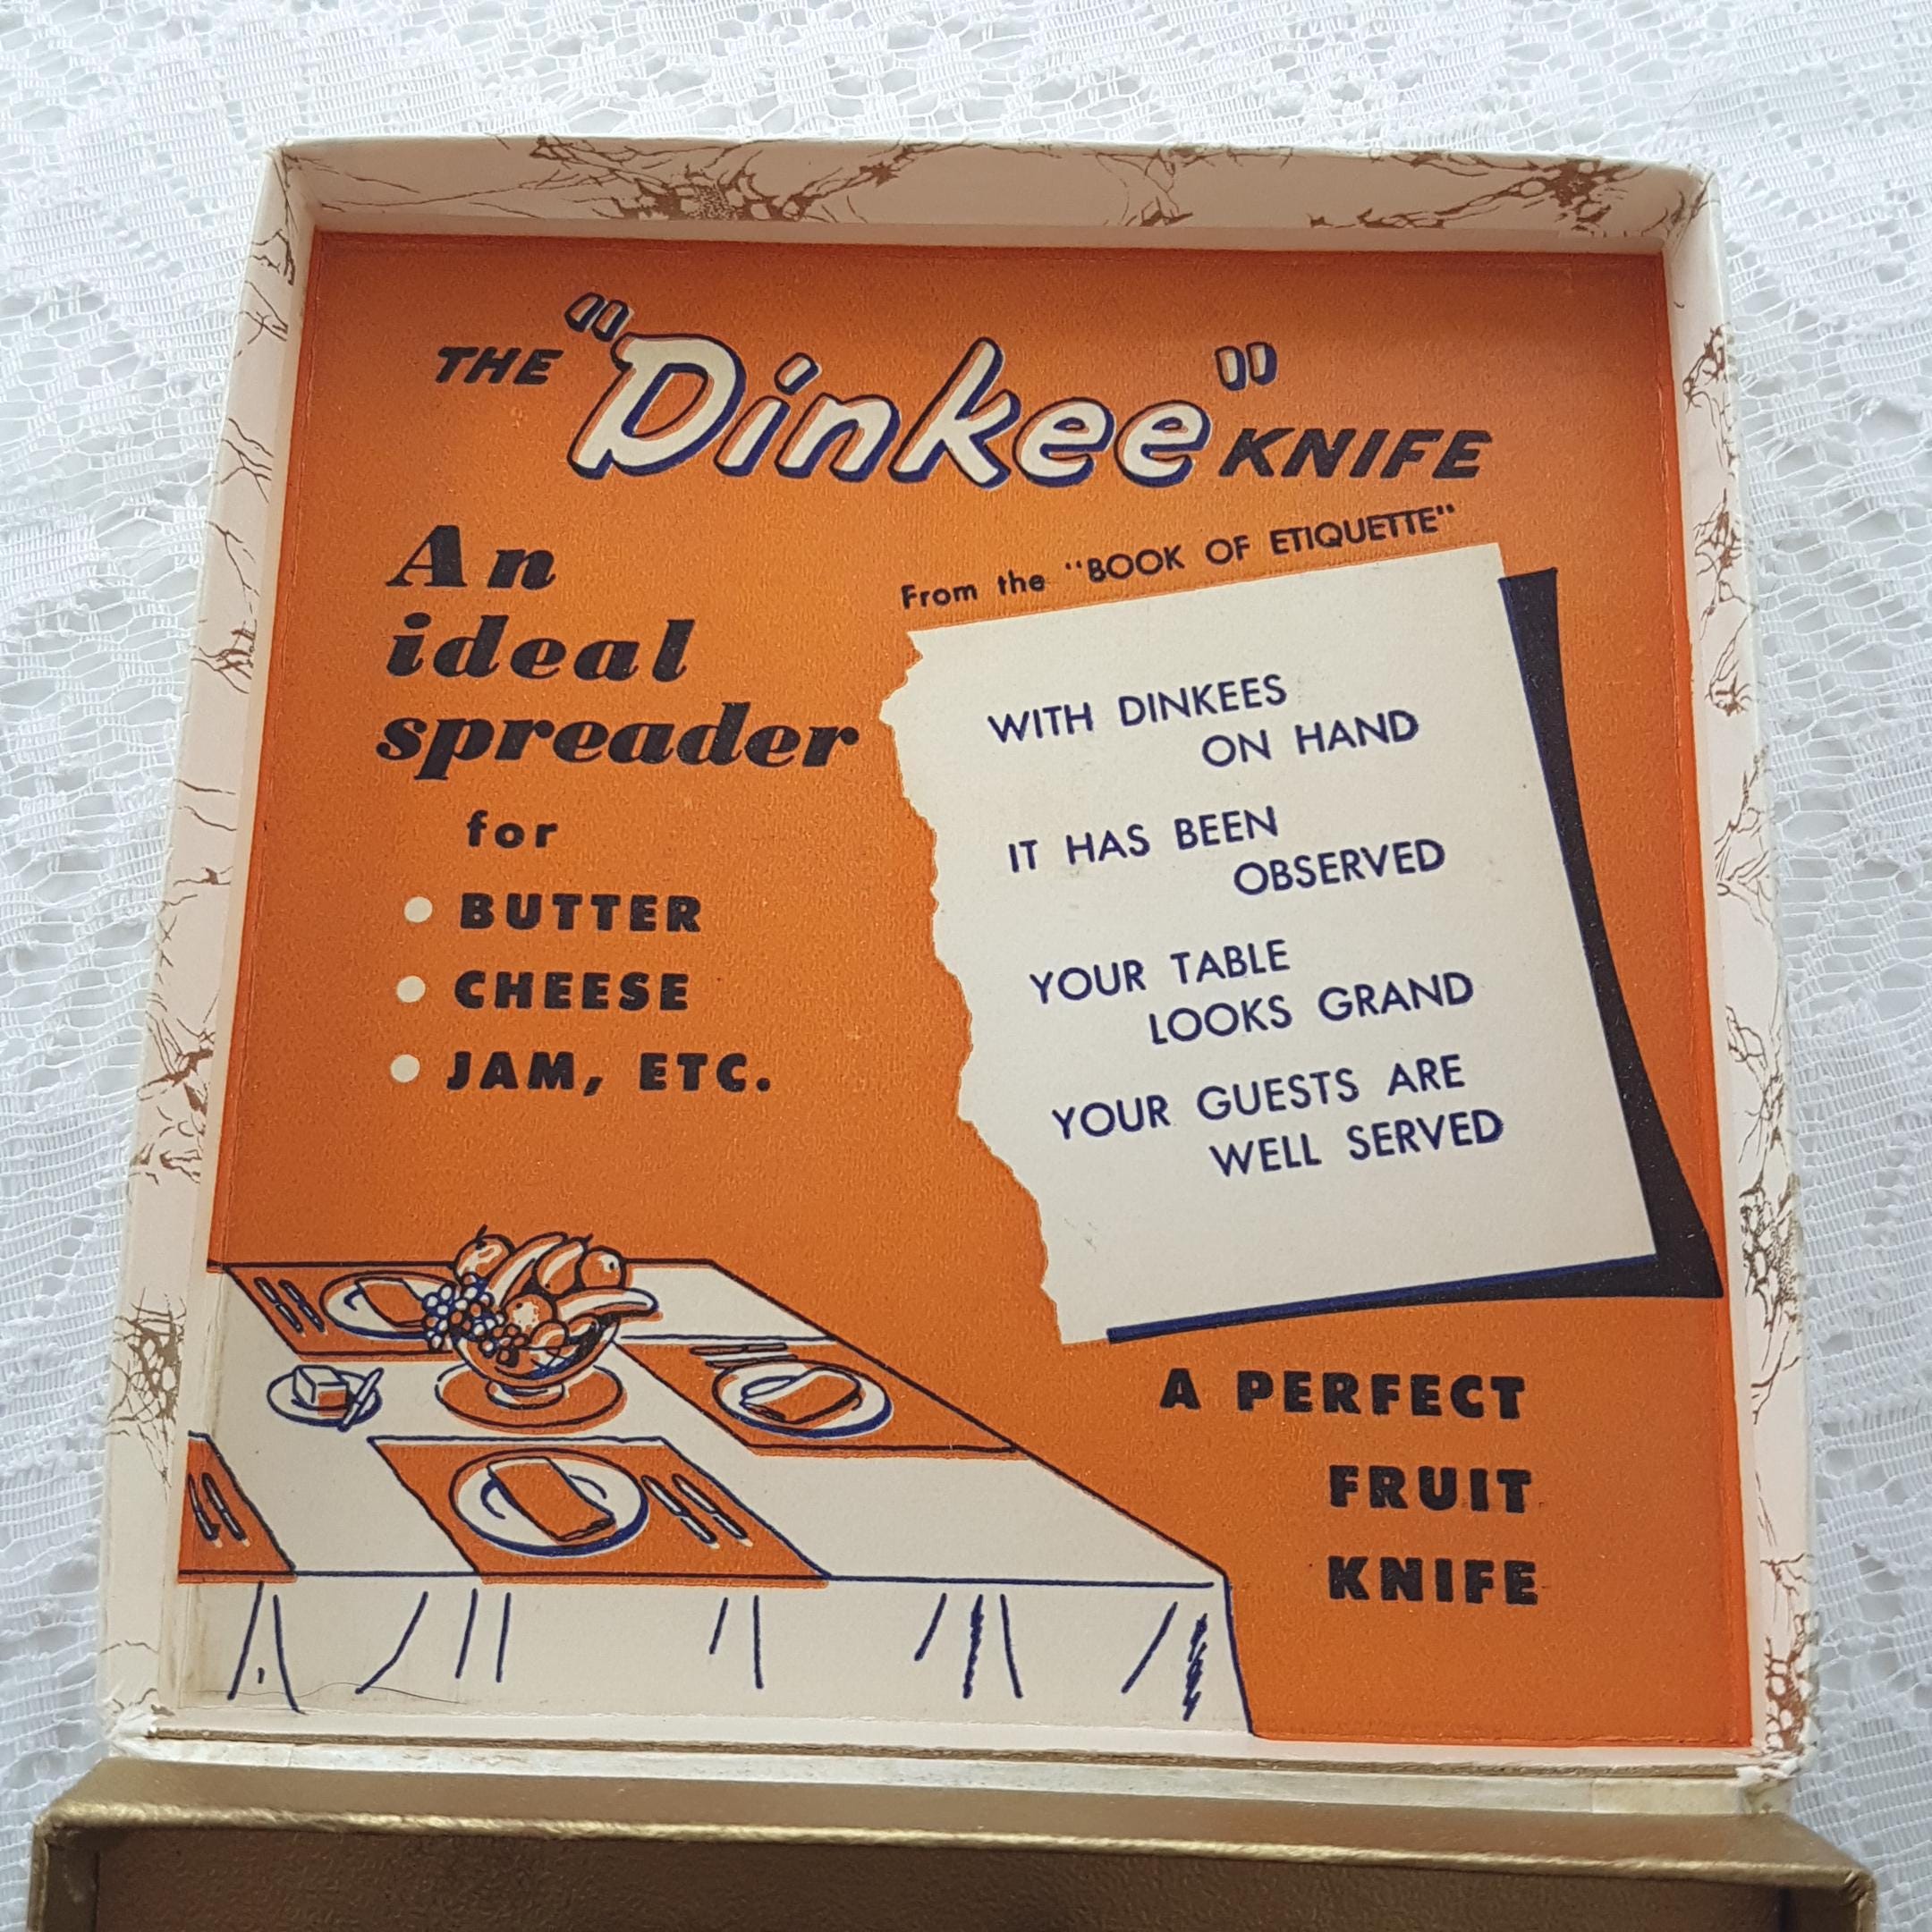 THE "Dinkee" KNIFE
An
ideal
spreader
for
• BUTTER
• CHEESE
• JAM, ETC.
From the "BOOK OF ETIQUETTE"
WITH DINKEES
ON HAND
IT HAS BEEN
OBSERVED
YOUR TABLE
LOOKS GRAND
YOUR GUESTS ARE
WELL SERVED
A PERFECT
FRUIT
KNIFE